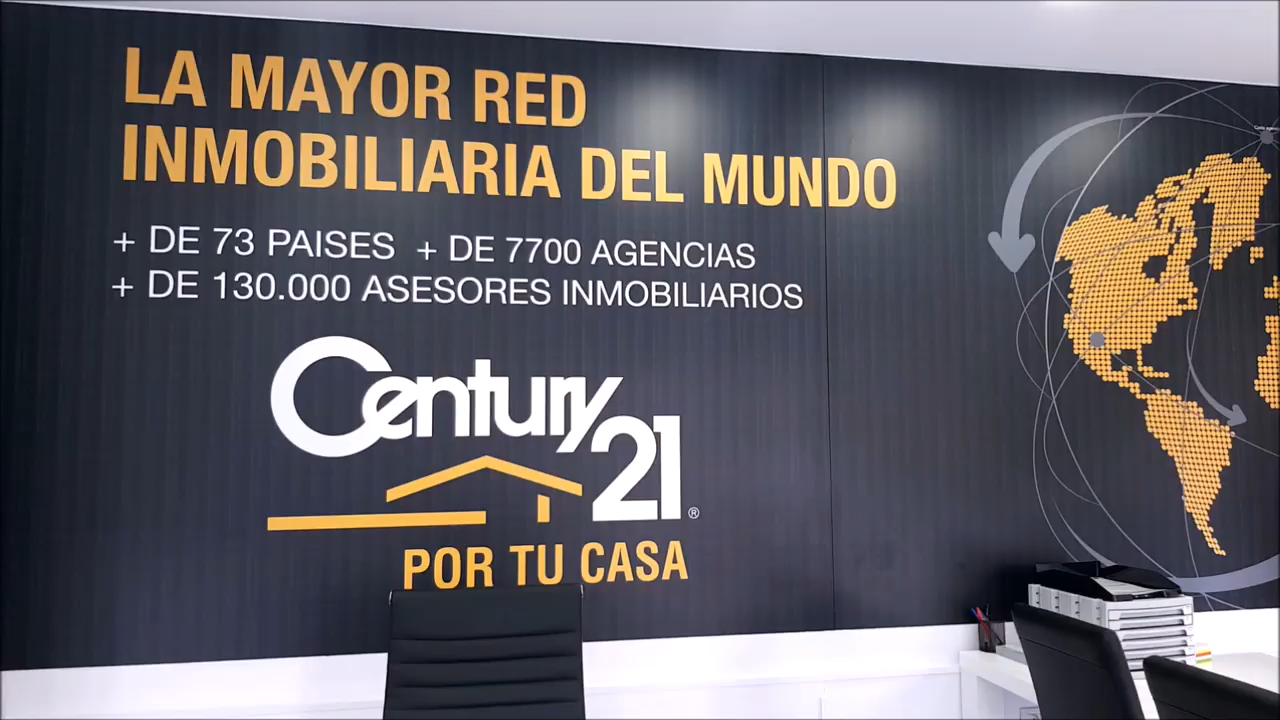 LA MAYOR RED
INMOBILIARIA DEL MUNDO
+ DE 73 PAISES + DE 7700 AGENCIAS
+ DE 130.000 ASESORES INMOBILIARIOS
Century
21®
POR TU CASA